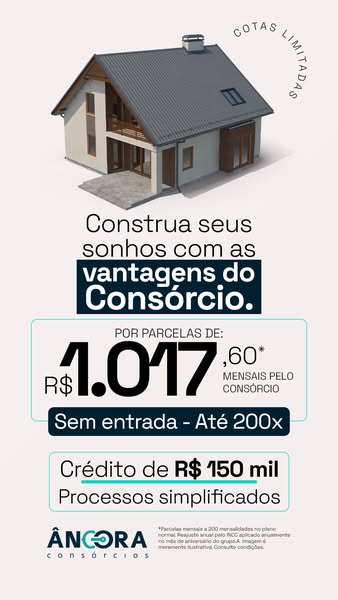 COTAS LIMITADAS
Construa seus
sonhos com as
vantagens do
Consórcio.
POR PARCELAS DE:
R$1.017,60*
MENSAIS PELO
CONSÓRCIO
Sem entrada - Até 200x
Crédito de R$ 150 mil
Processos simplificados
ÂNCORA
consórcios
*Parcelas mensais a 200 mensalidades no plano
normal. Reajuste anual pelo INCC aplicado anualmente
no mês de aniversário do grupo.A imagem é
meramente ilustrativa. Consulte condições.